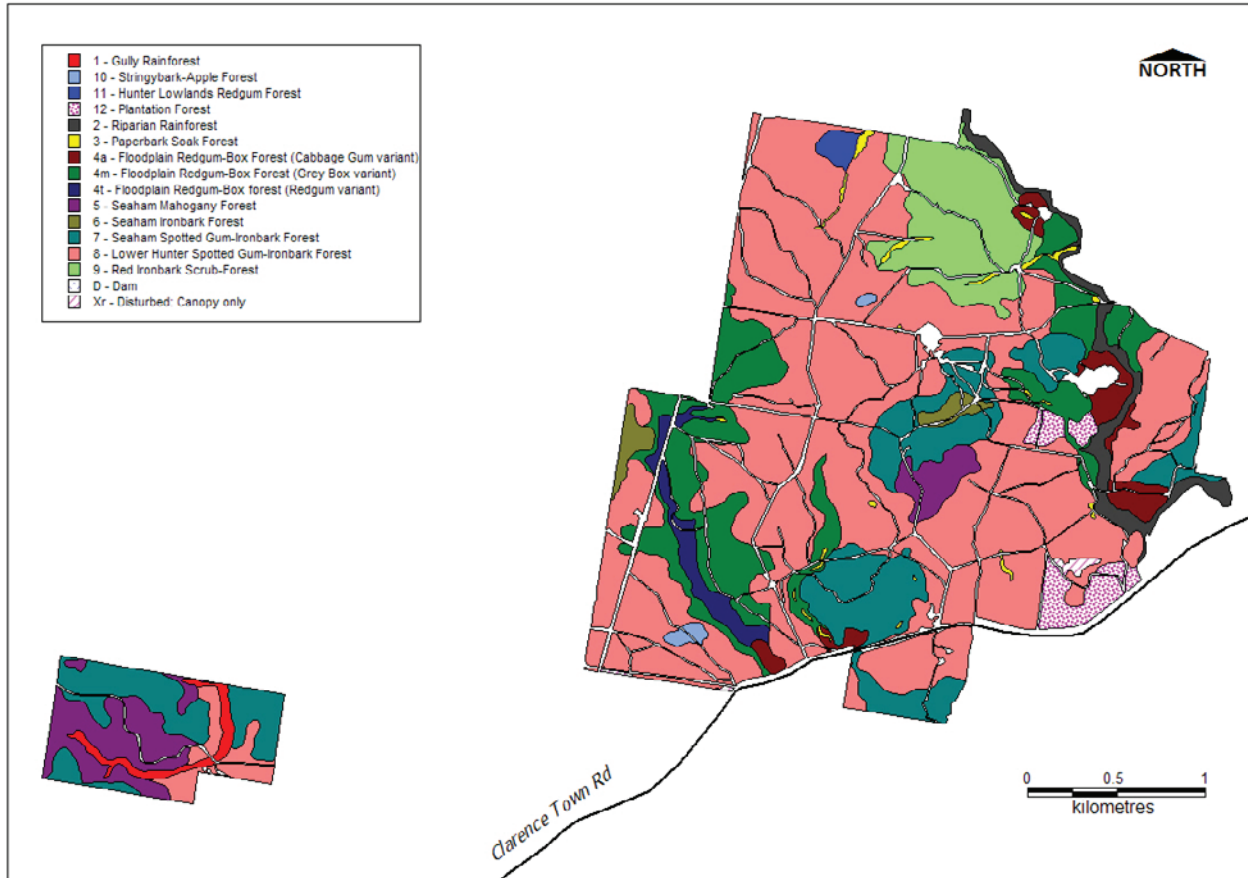 1 - Gully Rainforest
10 - Stringybark-Apple Forest
11 - Hunter Lowlands Redgum Forest
12 - Plantation Forest
2 - Riparian Rainforest
3 - Paperbark Soak Forest
4a - Floodplain Redgum-Box Forest (Cabbage Gum variant)
4m - Floodplain Redgum-Box Forest (Grey Box variant)
4t - Floodplain Redgum-Box forest (Redgum variant)
5 - Seaham Mahogany Forest
6 - Seaham Ironbark Forest
7 - Seaham Spotted Gum-Ironbark Forest
8 - Lower Hunter Spotted Gum-Ironbark Forest
9 - Red Ironbark Scrub-Forest
D - Dam
Xr - Disturbed: Canopy only
NORTH
Clarence Town Rd
0 0.5 1
kilometres